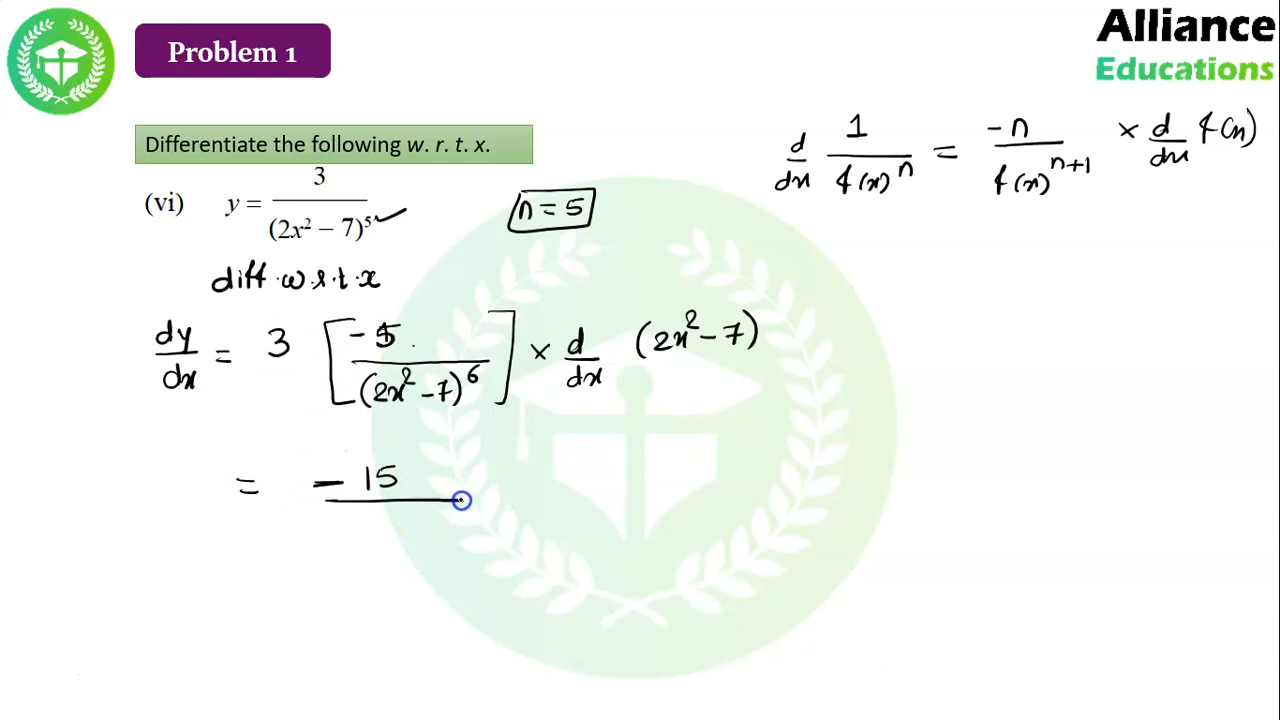 Problem 1
Alliance
Educations
Differentiate the following w. r. t. x.
d/dx 1/f(x)^n = -n/f(x)^{n+1} × d/dx f(x)
(vi) y = 3/(2x² − 7)⁵
n = 5
diff. w.r.t. x
dy/dx = 3 [-5/(2x² - 7)⁶] × d/dx (2x² - 7)
= - 15